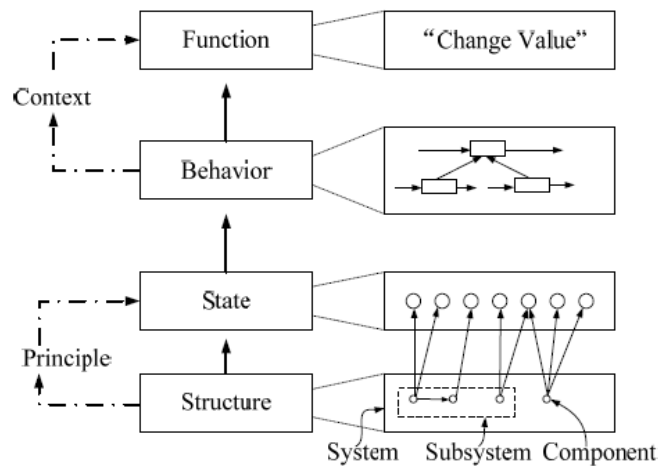 Function
“Change Value”
Context
Behavior
State
Principle
Structure
System
Subsystem
Component